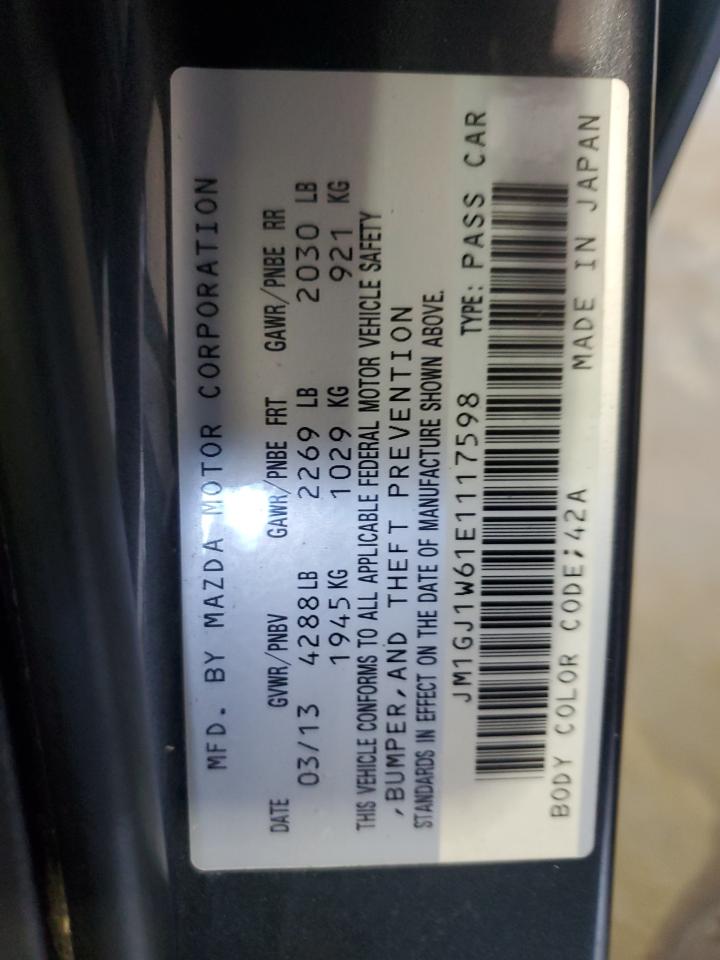 MFD. BY MAZDA MOTOR CORPORATION
DATE GVWR/PNBV GAWR/PNBE FRT GAWR/PNBE RR
03/13 4288LB 2269 LB 2030 LB
1945KG 1029 KG 921 KG
THIS VEHICLE CONFORMS TO ALL APPLICABLE FEDERAL MOTOR VEHICLE SAFETY
,BUMPER,AND THEFT PREVENTION
STANDARDS IN EFFECT ON THE DATE OF MANUFACTURE SHOWN ABOVE.
JM1GJ1W61E1117598 TYPE: PASS CAR
BODY COLOR CODE;42A MADE IN JAPAN